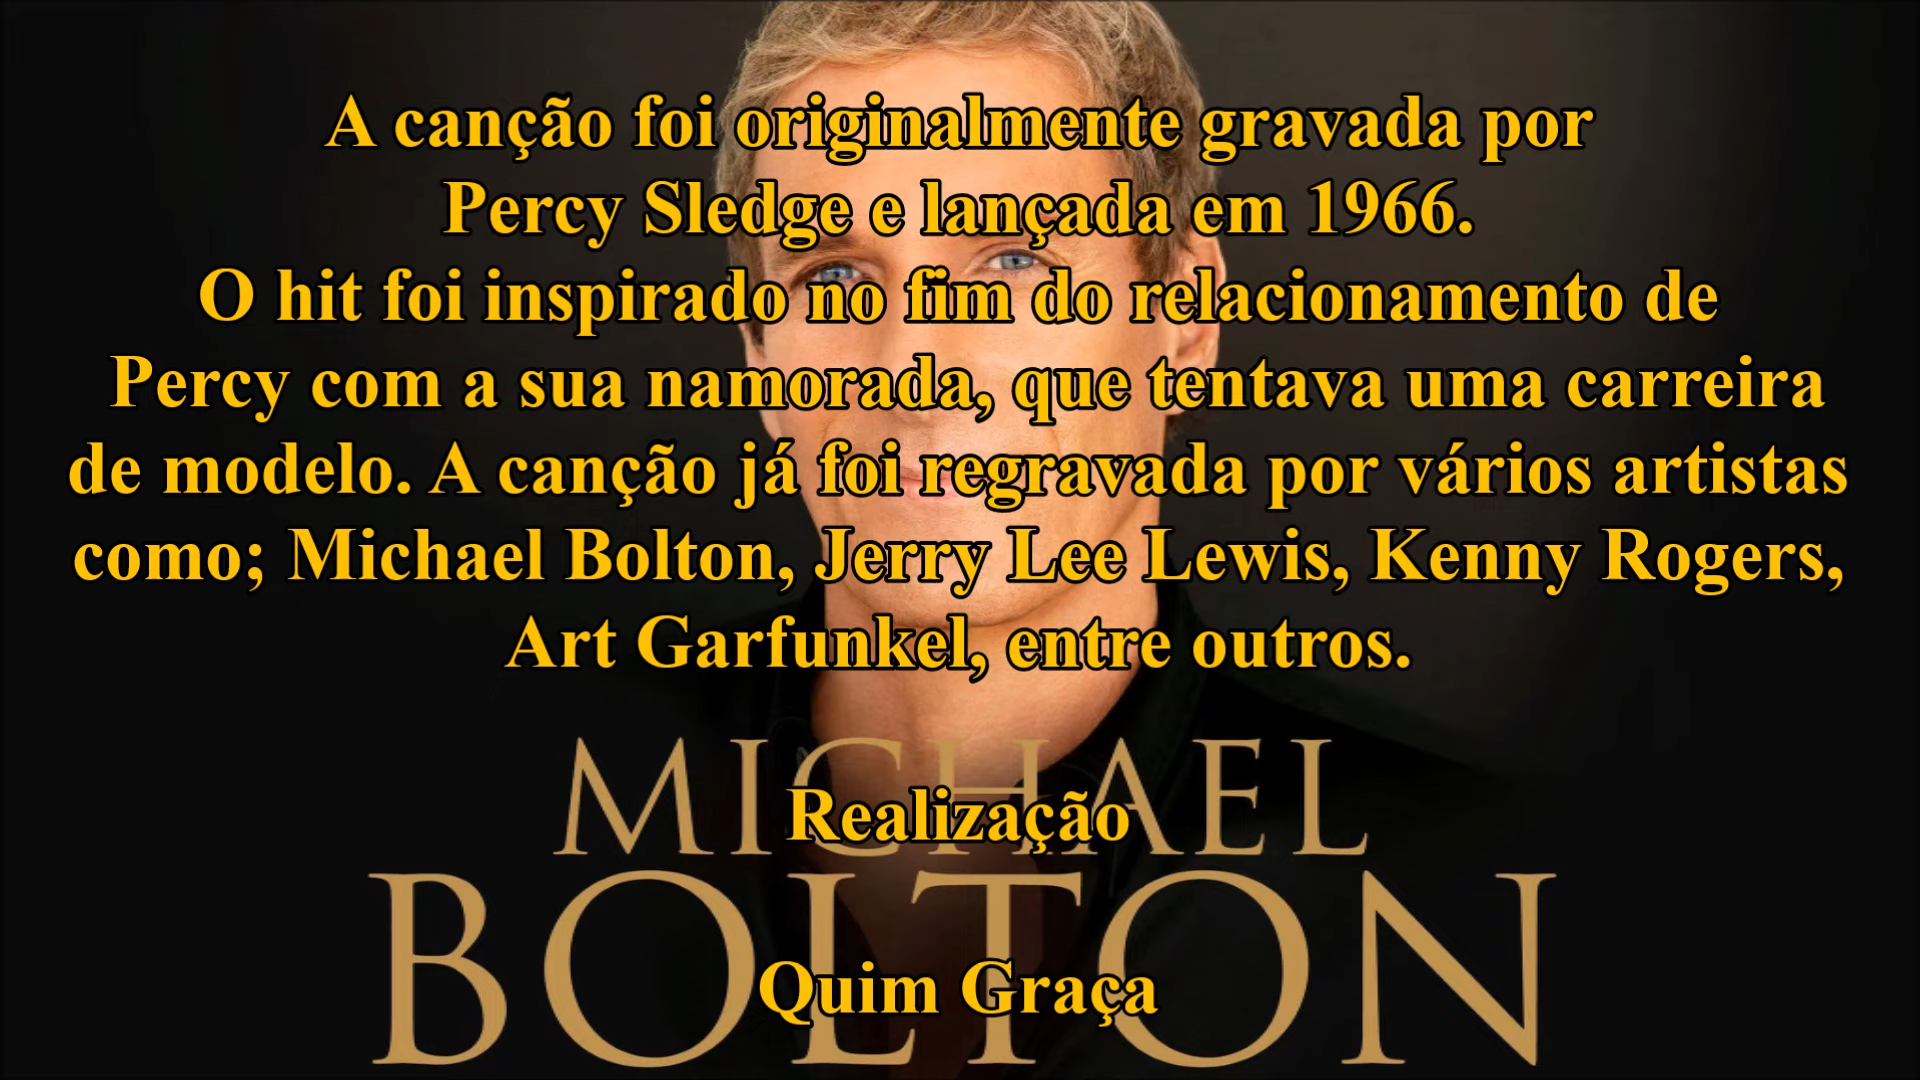 A canção foi originalmente gravada por
Percy Sledge e lançada em 1966.
O hit foi inspirado no fim do relacionamento de
Percy com a sua namorada, que tentava uma carreira
de modelo. A canção já foi regravada por vários artistas
como; Michael Bolton, Jerry Lee Lewis, Kenny Rogers,
Art Garfunkel, entre outros.
MICHAEL
Realização
BOLTON
Quim Graça